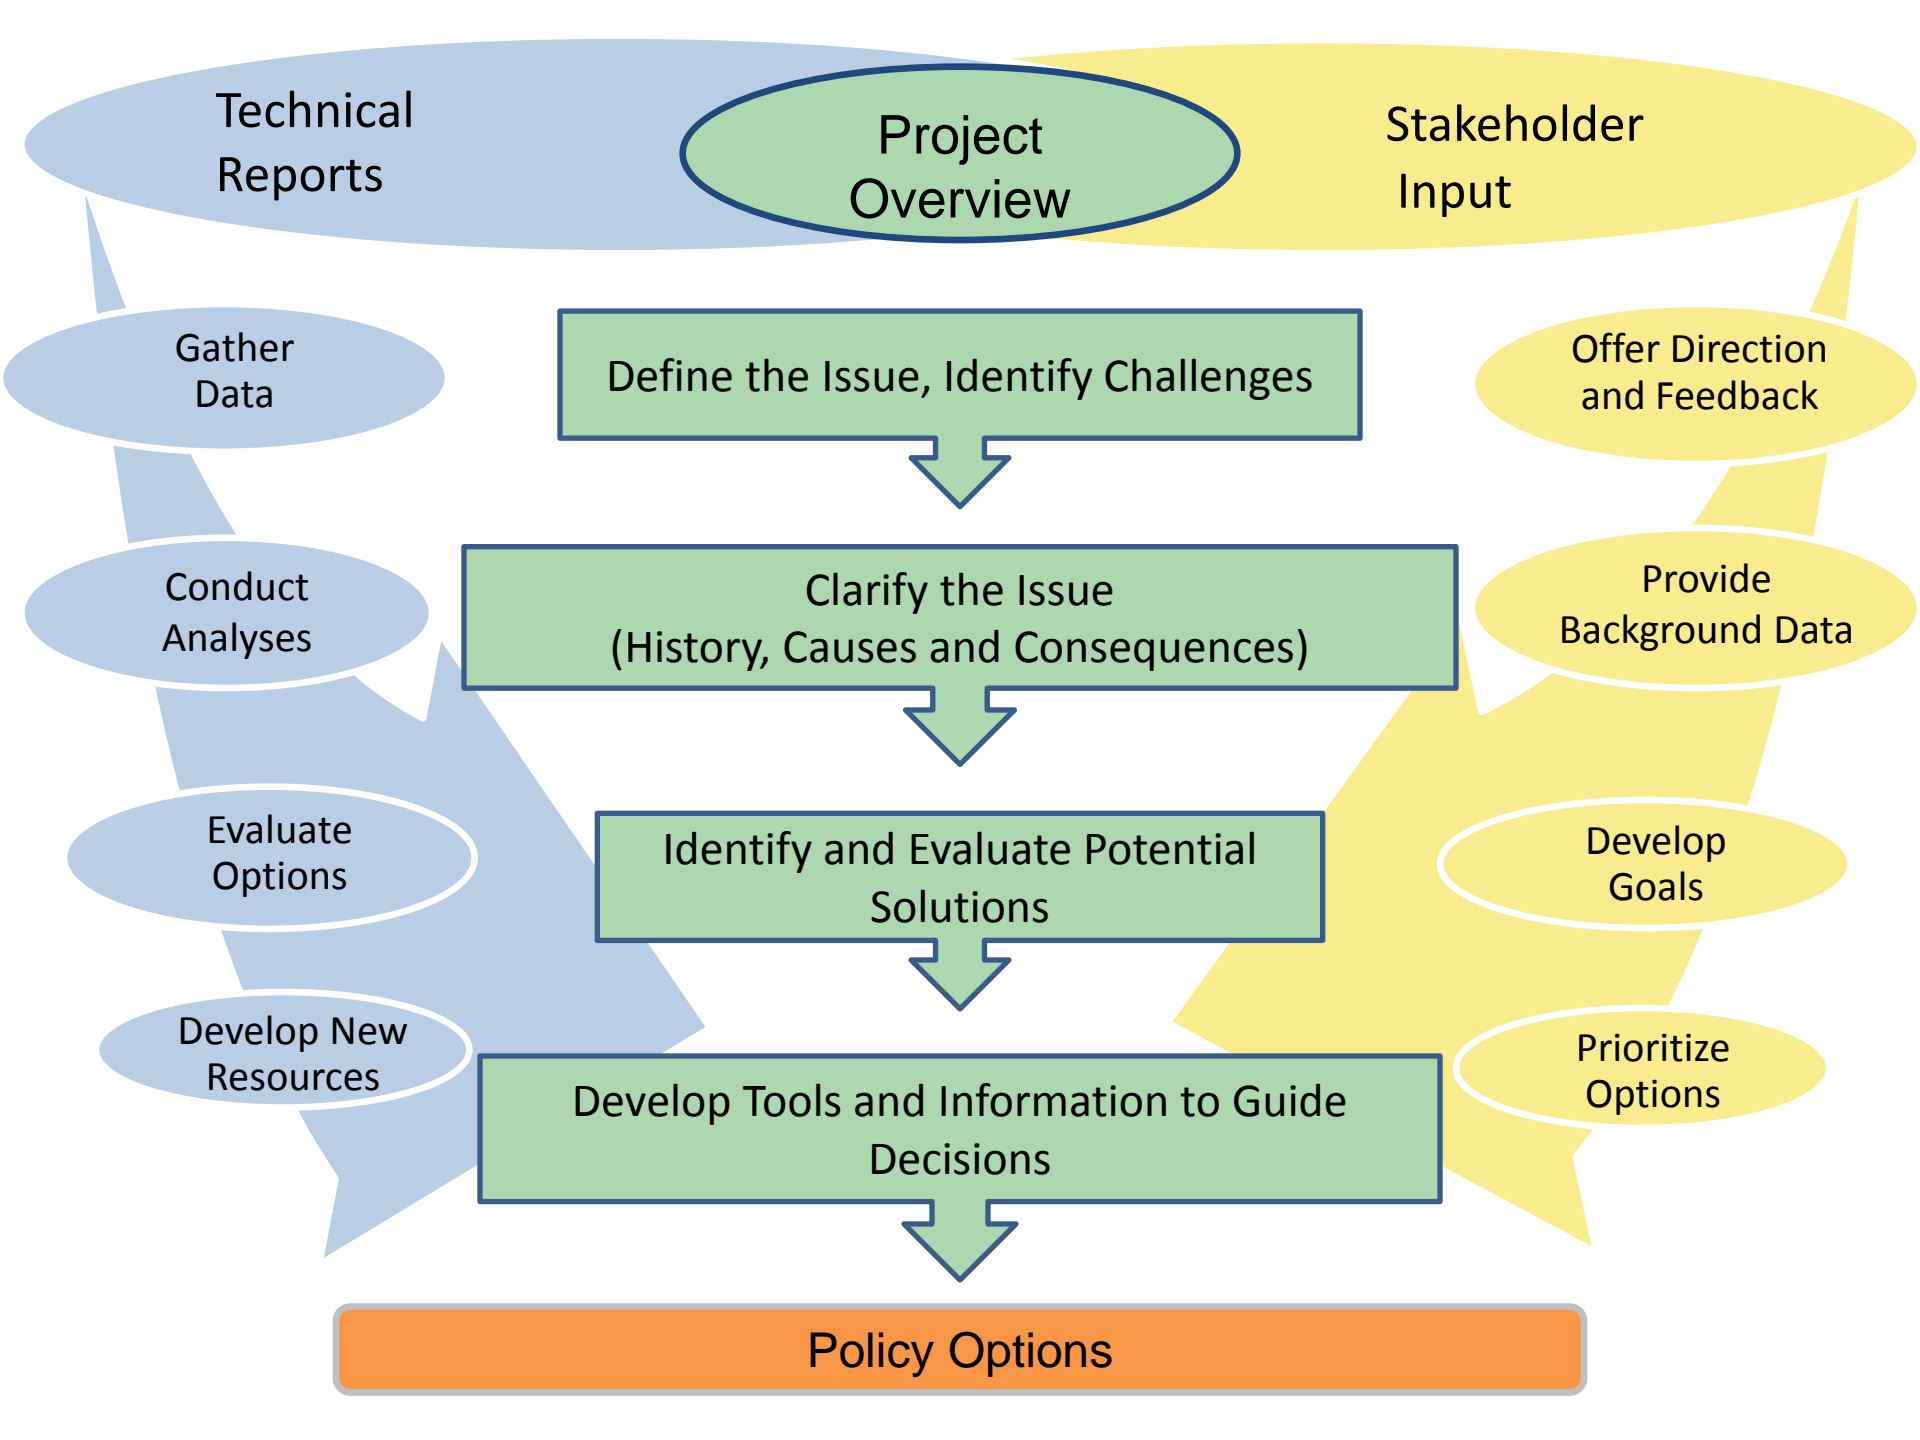 Technical
Reports
Project
Overview
Stakeholder
Input
Gather
Data
Define the Issue, Identify Challenges
Offer Direction
and Feedback
Conduct
Analyses
Clarify the Issue
(History, Causes and Consequences)
Provide
Background Data
Evaluate
Options
Identify and Evaluate Potential
Solutions
Develop
Goals
Develop New
Resources
Develop Tools and Information to Guide
Decisions
Prioritize
Options
Policy Options